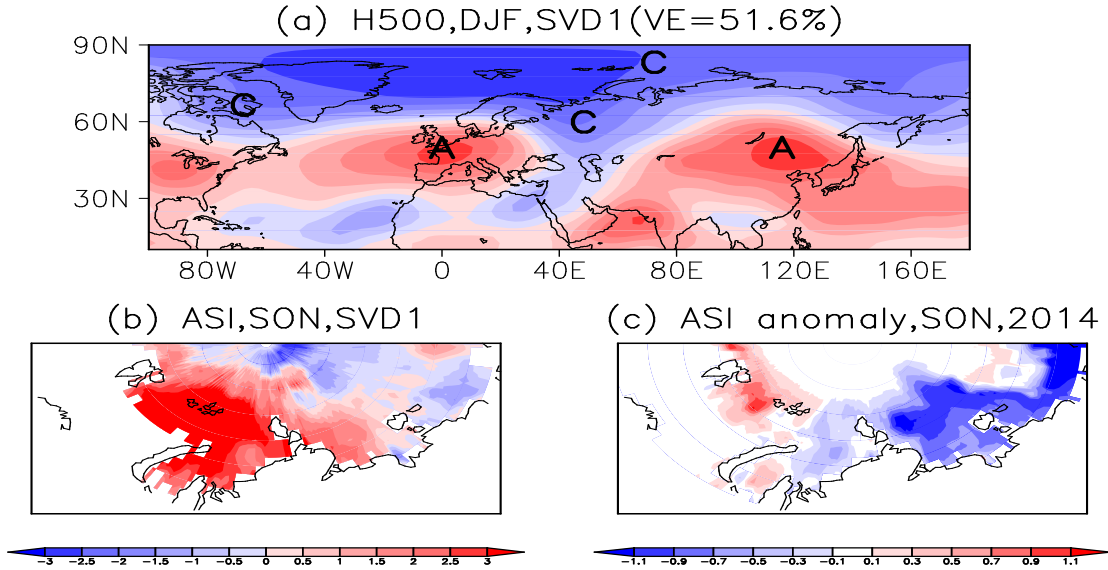 (a) H500,DJF,SVD1(VE=51.6%)
90N
C
C
60N
C
A
A
30N
80W 40W 0 40E 80E 120E 160E
(b) ASI,SON,SVD1
(c) ASI anomaly,SON,2014
-3 -2.5 -2 -1.5 -1 -0.5 0 0.5 1 1.5 2 2.5 3
-1.1 -0.9 -0.7 -0.5 -0.3 -0.1 0.1 0.3 0.5 0.7 0.9 1.1